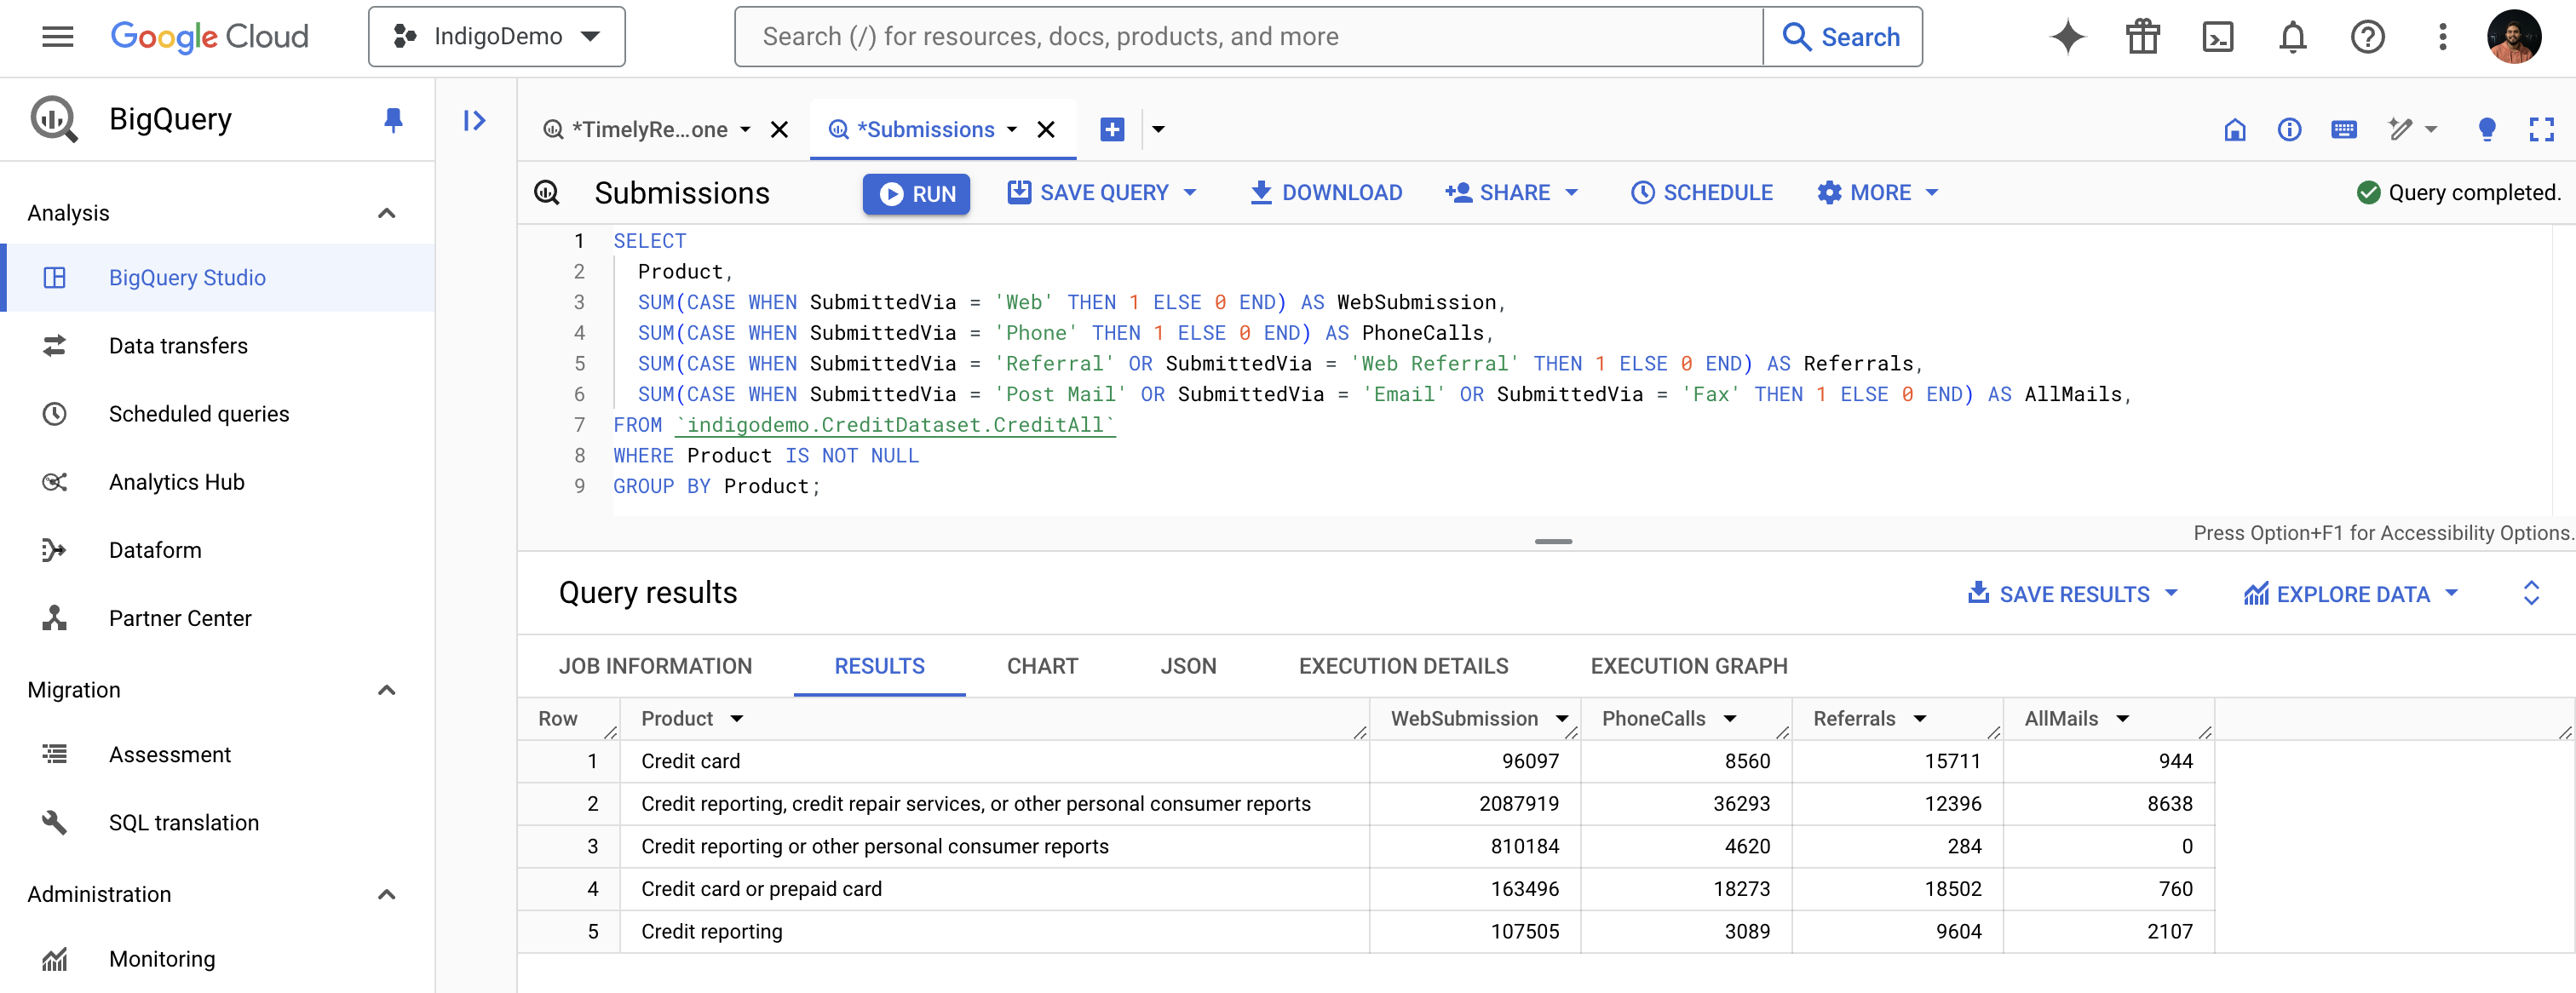 Google Cloud
IndigoDemo
Search (/) for resources, docs, products, and more
Search
BigQuery
Analysis
BigQuery Studio
Data transfers
Scheduled queries
Analytics Hub
Dataform
Partner Center
Migration
Assessment
SQL translation
Administration
Monitoring
*TimelyRe...one
*Submissions
Submissions
RUN
SAVE QUERY
DOWNLOAD
SHARE
SCHEDULE
MORE
Query completed.
1 SELECT
2 Product,
3 SUM(CASE WHEN SubmittedVia = 'Web' THEN 1 ELSE 0 END) AS WebSubmission,
4 SUM(CASE WHEN SubmittedVia = 'Phone' THEN 1 ELSE 0 END) AS PhoneCalls,
5 SUM(CASE WHEN SubmittedVia = 'Referral' OR SubmittedVia = 'Web Referral' THEN 1 ELSE 0 END) AS Referrals,
6 SUM(CASE WHEN SubmittedVia = 'Post Mail' OR SubmittedVia = 'Email' OR SubmittedVia = 'Fax' THEN 1 ELSE 0 END) AS AllMails,
7 FROM `indigodemo.CreditDataset.CreditAll`
8 WHERE Product IS NOT NULL
9 GROUP BY Product;
Press Option+F1 for Accessibility Options.
Query results
SAVE RESULTS
EXPLORE DATA
JOB INFORMATION RESULTS CHART JSON EXECUTION DETAILS EXECUTION GRAPH
Row Product WebSubmission PhoneCalls Referrals AllMails
1 Credit card 96097 8560 15711 944
2 Credit reporting, credit repair services, or other personal consumer reports 2087919 36293 12396 8638
3 Credit reporting or other personal consumer reports 810184 4620 284 0
4 Credit card or prepaid card 163496 18273 18502 760
5 Credit reporting 107505 3089 9604 2107